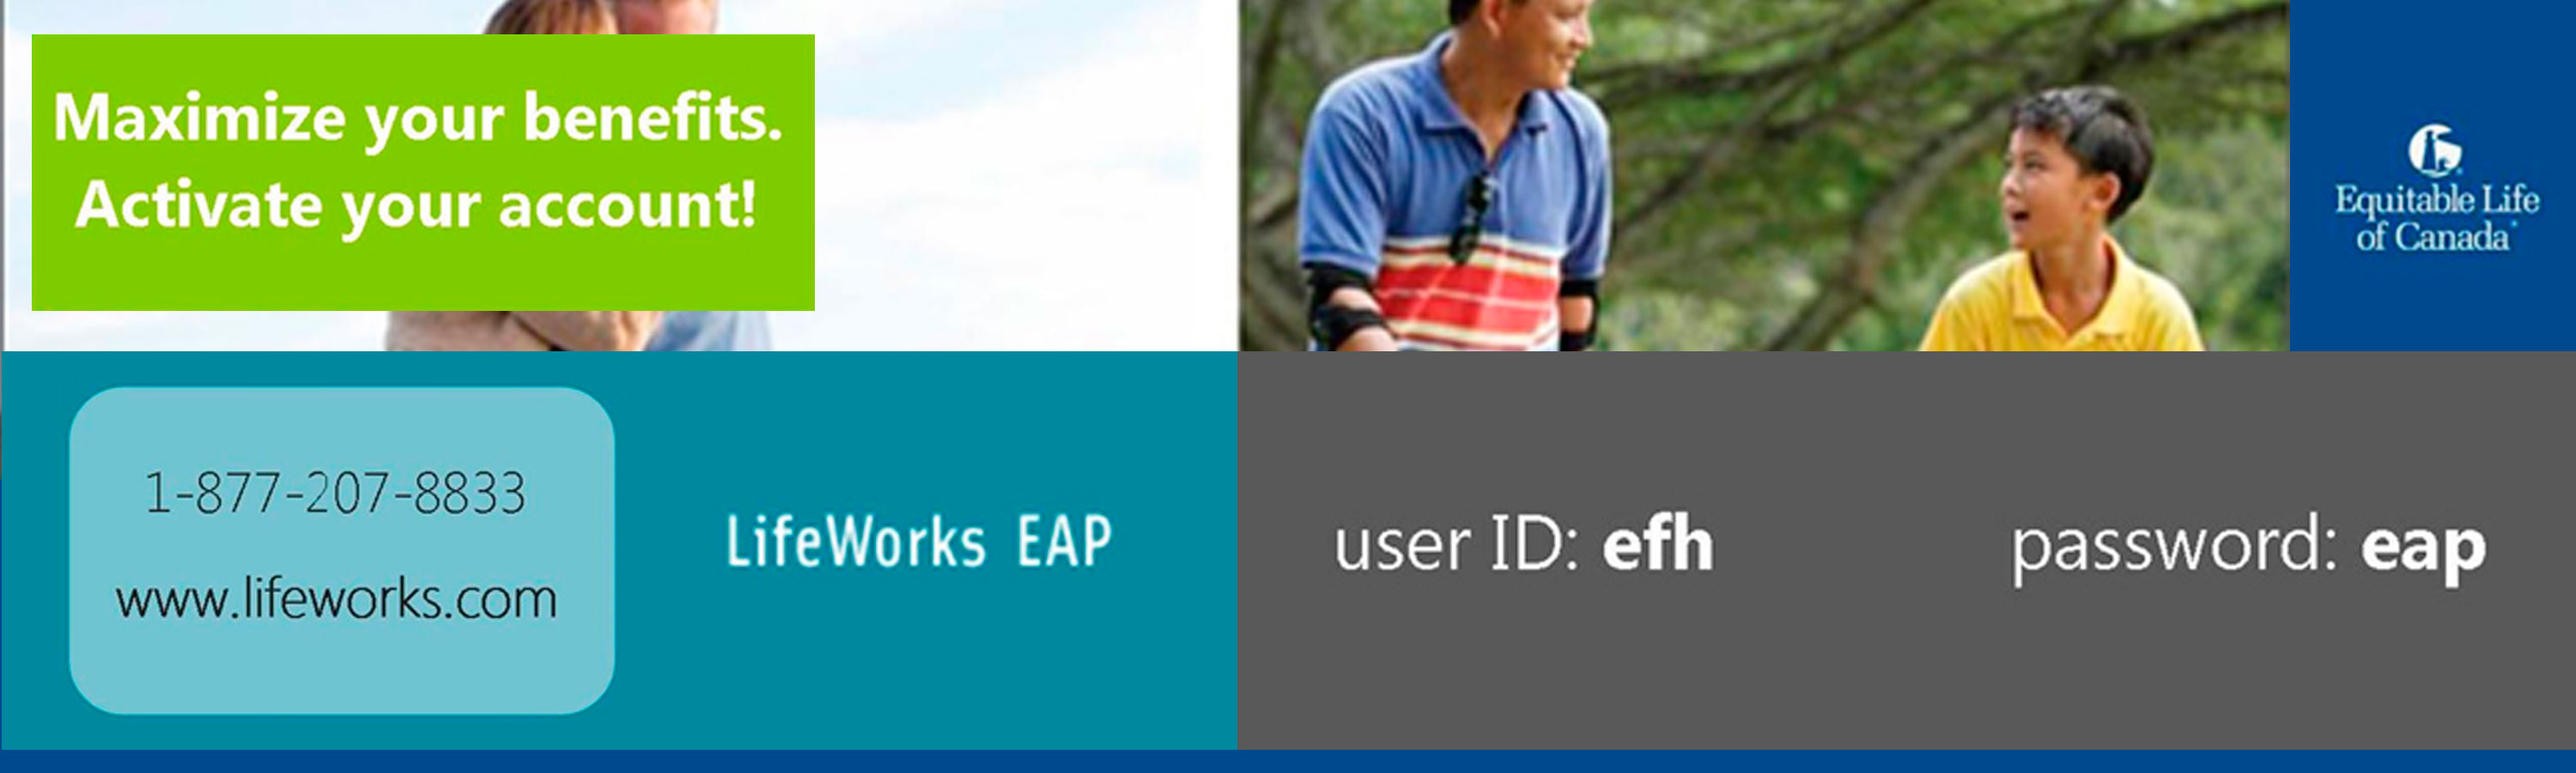 Maximize your benefits.
Activate your account!
Equitable Life
of Canada®
1-877-207-8833
www.lifeworks.com
LifeWorks EAP
user ID: efh
password: eap